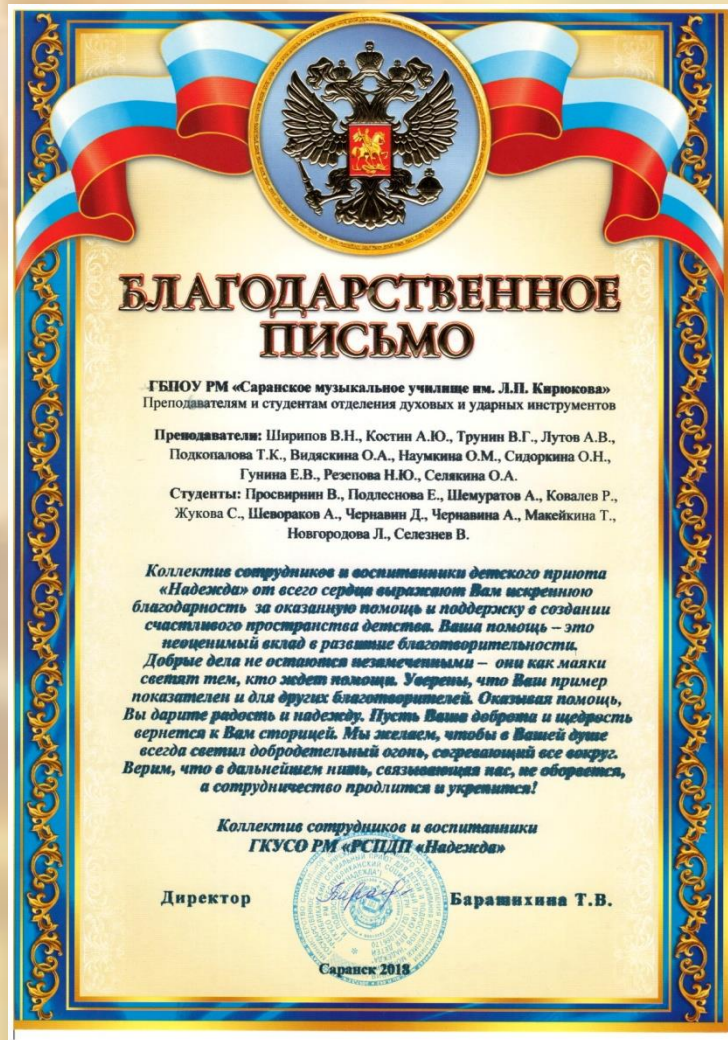 БЛАГОДАРСТВЕННОЕ
ПИСЬМО
ГБПОУ РМ «Саранское музыкальное училище им. Л.П. Кирюкова»
Преподавателям и студентам отделения духовых и ударных инструментов
Преподаватели: Ширипов В.Н., Костин А.Ю., Трунин В.Г., Лутов А.В.,
Подкопалова Т.К., Видяскина О.А., Наумкина О.М., Сидоркина О.Н.,
Гунина Е.В., Резепова Н.Ю., Селякина О.А.
Студенты: Просвирнин В., Подлеснова Е., Шемуратов А., Ковалев Р.,
Жукова С., Шевораков А., Чернавин Д., Чернавина А., Макейкина Т.,
Новгородова Л., Селезнев В.
Коллектив сотрудников и воспитанники детского приюта
«Надежда» от всего сердца выражают Вам искреннюю
благодарность за оказанную помощь и поддержку в создании
счастливого пространства детства. Ваша помощь – это
неоценимый вклад в развитие благотворительности.
Добрые дела не остаются незамеченными – они как маяки
светят тем, кто ждет помощи. Уверены, что Ваш пример
показателен и для других благотворителей. Оказывая помощь,
Вы дарите радость и надежду. Пусть Ваша доброта и щедрость
вернется к Вам сторицей. Мы желаем, чтобы в Вашей душе
всегда светил добродетельный огонь, согревающий все вокруг.
Верим, что в дальнейшем нить, связывающая нас, не оборвется,
а сотрудничество продлится и укрепится!
Коллектив сотрудников и воспитанники
ГКУСО РМ «РСПДП «Надежда»
Директор Барашихина Т.В.
Саранск 2018